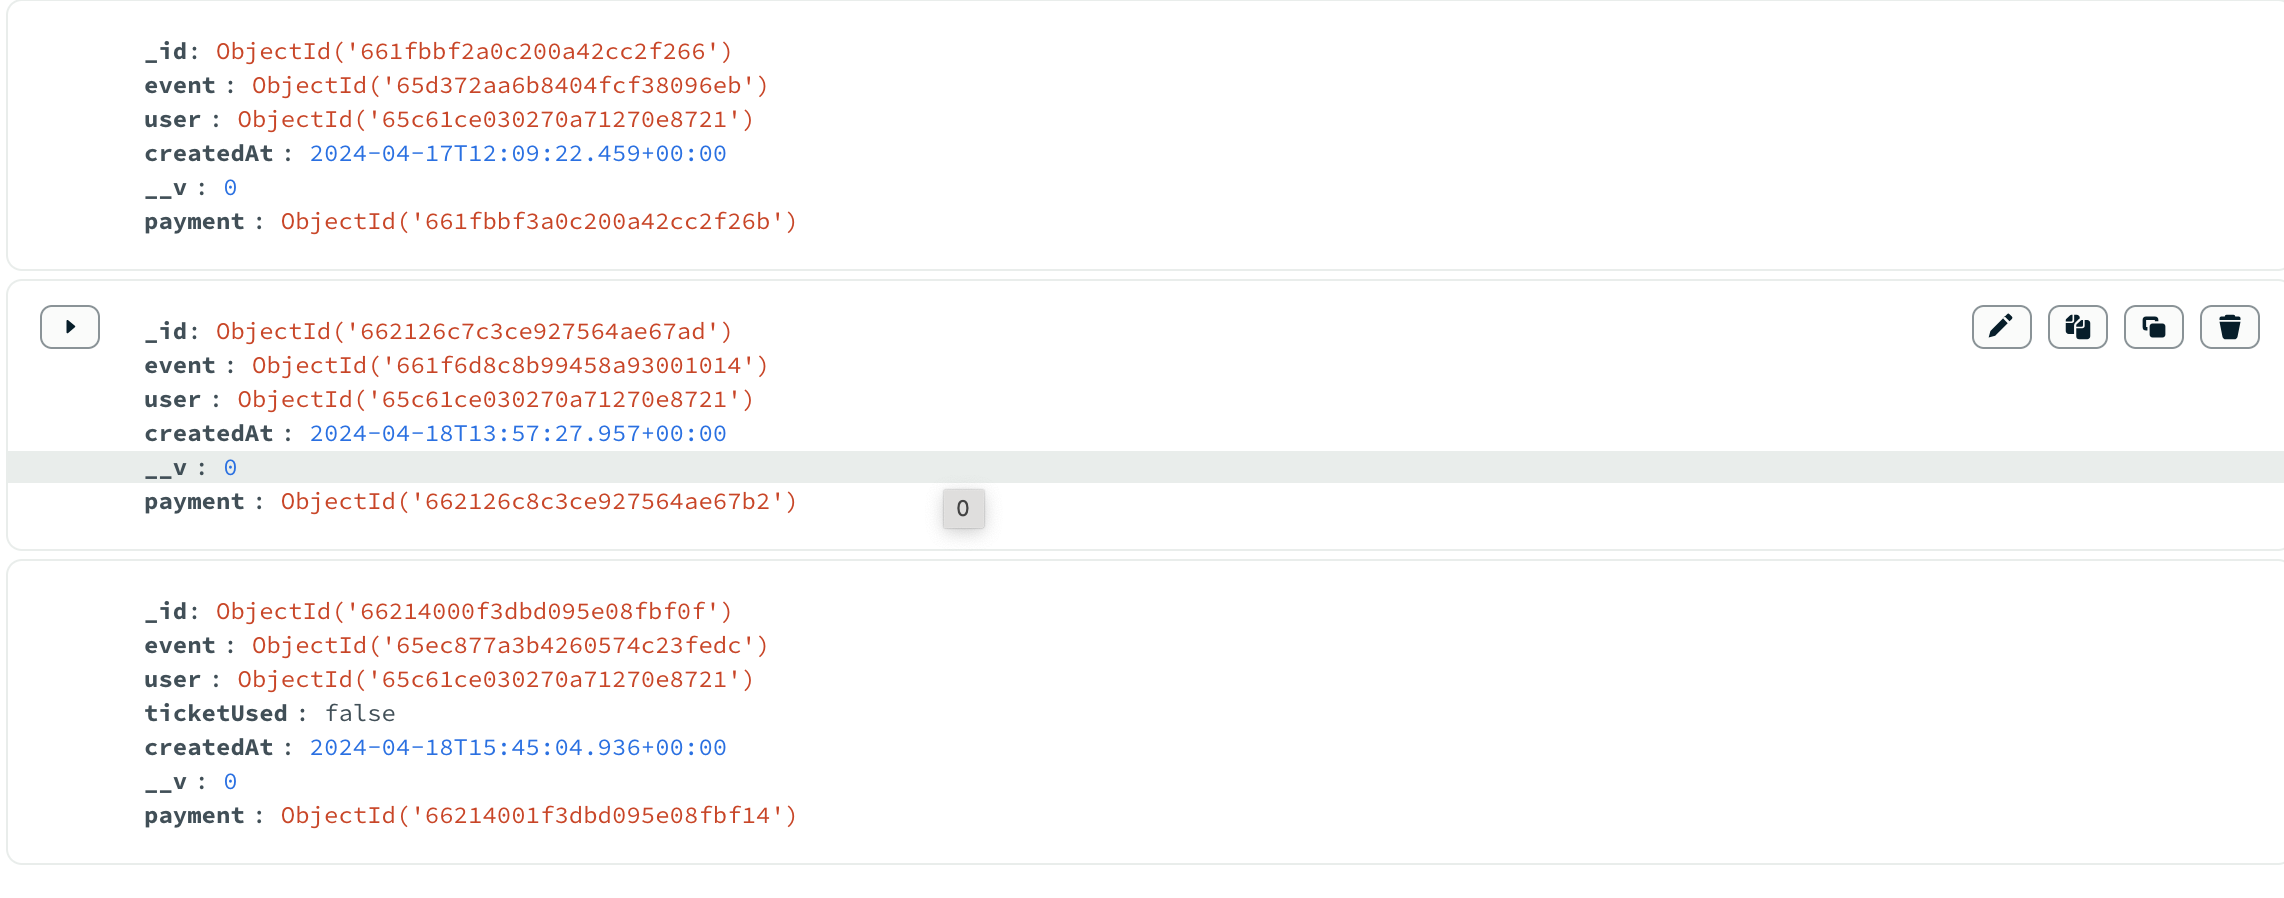 _id: ObjectId('661fbbf2a0c200a42cc2f266')
event : ObjectId('65d372aa6b8404fcf38096eb')
user : ObjectId('65c61ce030270a71270e8721')
createdAt : 2024-04-17T12:09:22.459+00:00
__v : 0
payment : ObjectId('661fbbf3a0c200a42cc2f26b')
_id: ObjectId('662126c7c3ce927564ae67ad')
event : ObjectId('661f6d8c8b99458a93001014')
user : ObjectId('65c61ce030270a71270e8721')
createdAt : 2024-04-18T13:57:27.957+00:00
__v : 0
payment : ObjectId('662126c8c3ce927564ae67b2')
0
_id: ObjectId('66214000f3dbd095e08fbf0f')
event : ObjectId('65ec877a3b4260574c23fedc')
user : ObjectId('65c61ce030270a71270e8721')
ticketUsed : false
createdAt : 2024-04-18T15:45:04.936+00:00
__v : 0
payment : ObjectId('66214001f3dbd095e08fbf14')